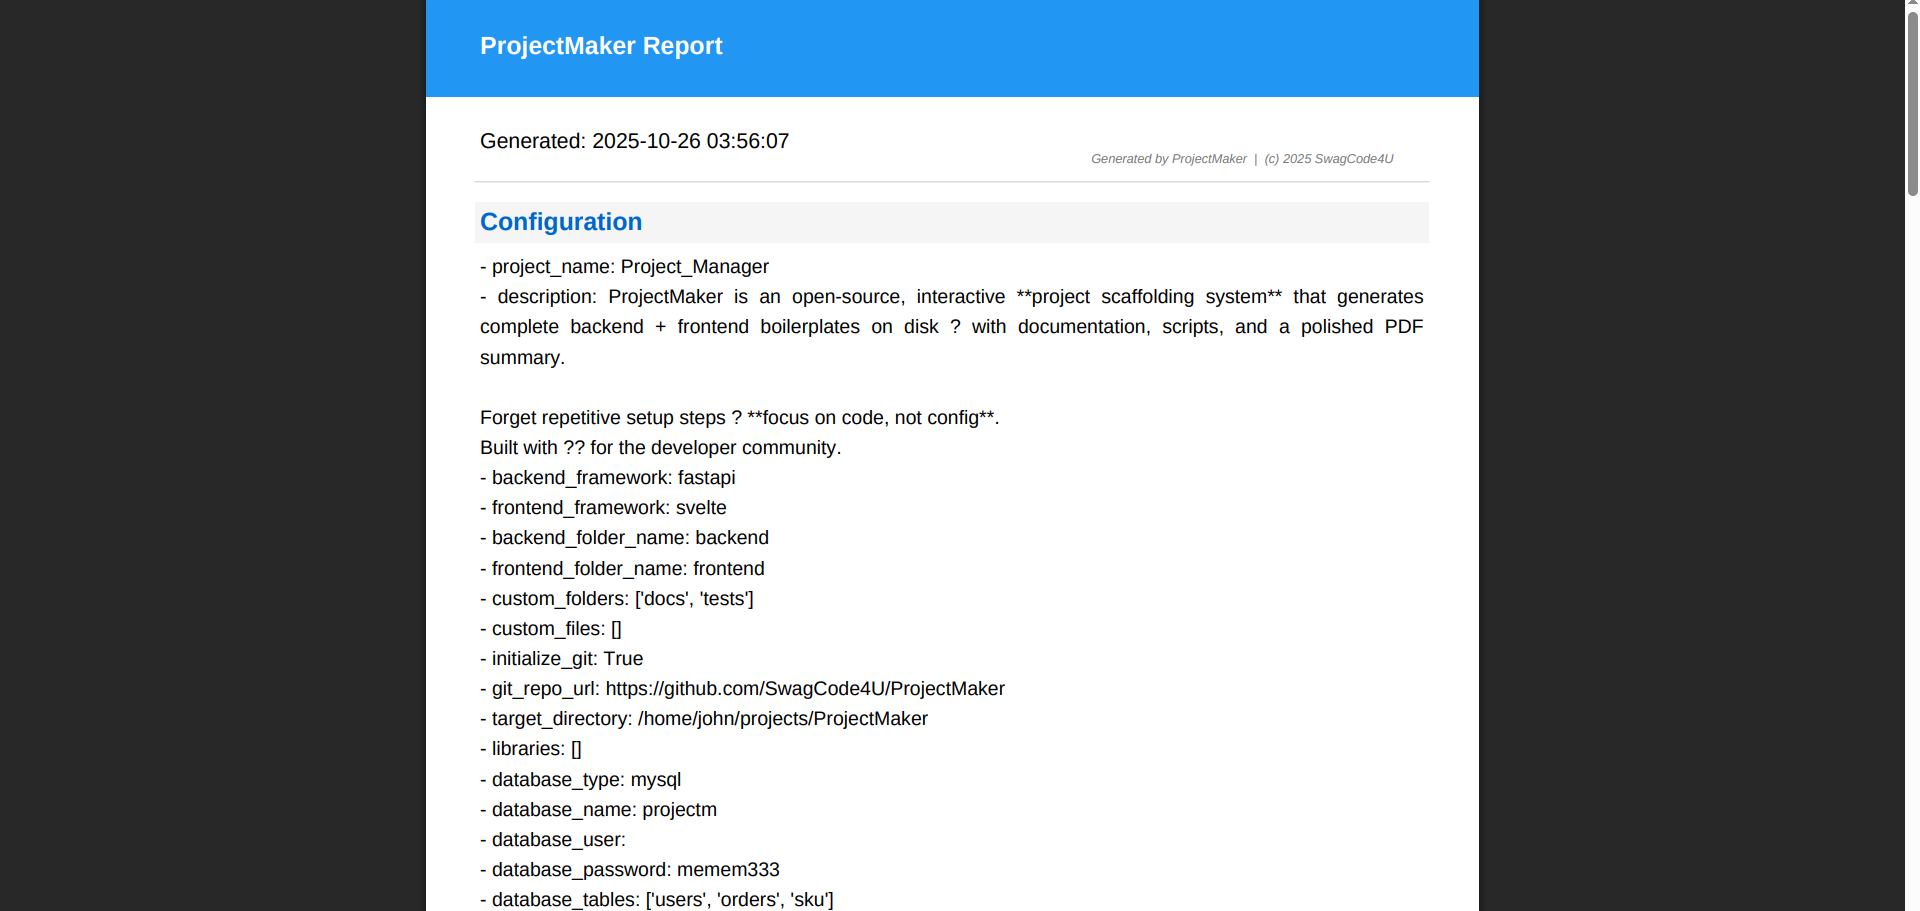 ProjectMaker Report
Generated: 2025-10-26 03:56:07
Generated by ProjectMaker | (c) 2025 SwagCode4U
Configuration
- project_name: Project_Manager
- description: ProjectMaker is an open-source, interactive **project scaffolding system** that generates
complete backend + frontend boilerplates on disk ? with documentation, scripts, and a polished PDF
summary.
Forget repetitive setup steps ? **focus on code, not config**.
Built with ?? for the developer community.
- backend_framework: fastapi
- frontend_framework: svelte
- backend_folder_name: backend
- frontend_folder_name: frontend
- custom_folders: ['docs', 'tests']
- custom_files: []
- initialize_git: True
- git_repo_url: https://github.com/SwagCode4U/ProjectMaker
- target_directory: /home/john/projects/ProjectMaker
- libraries: []
- database_type: mysql
- database_name: projectm
- database_user:
- database_password: memem333
- database_tables: ['users', 'orders', 'sku']